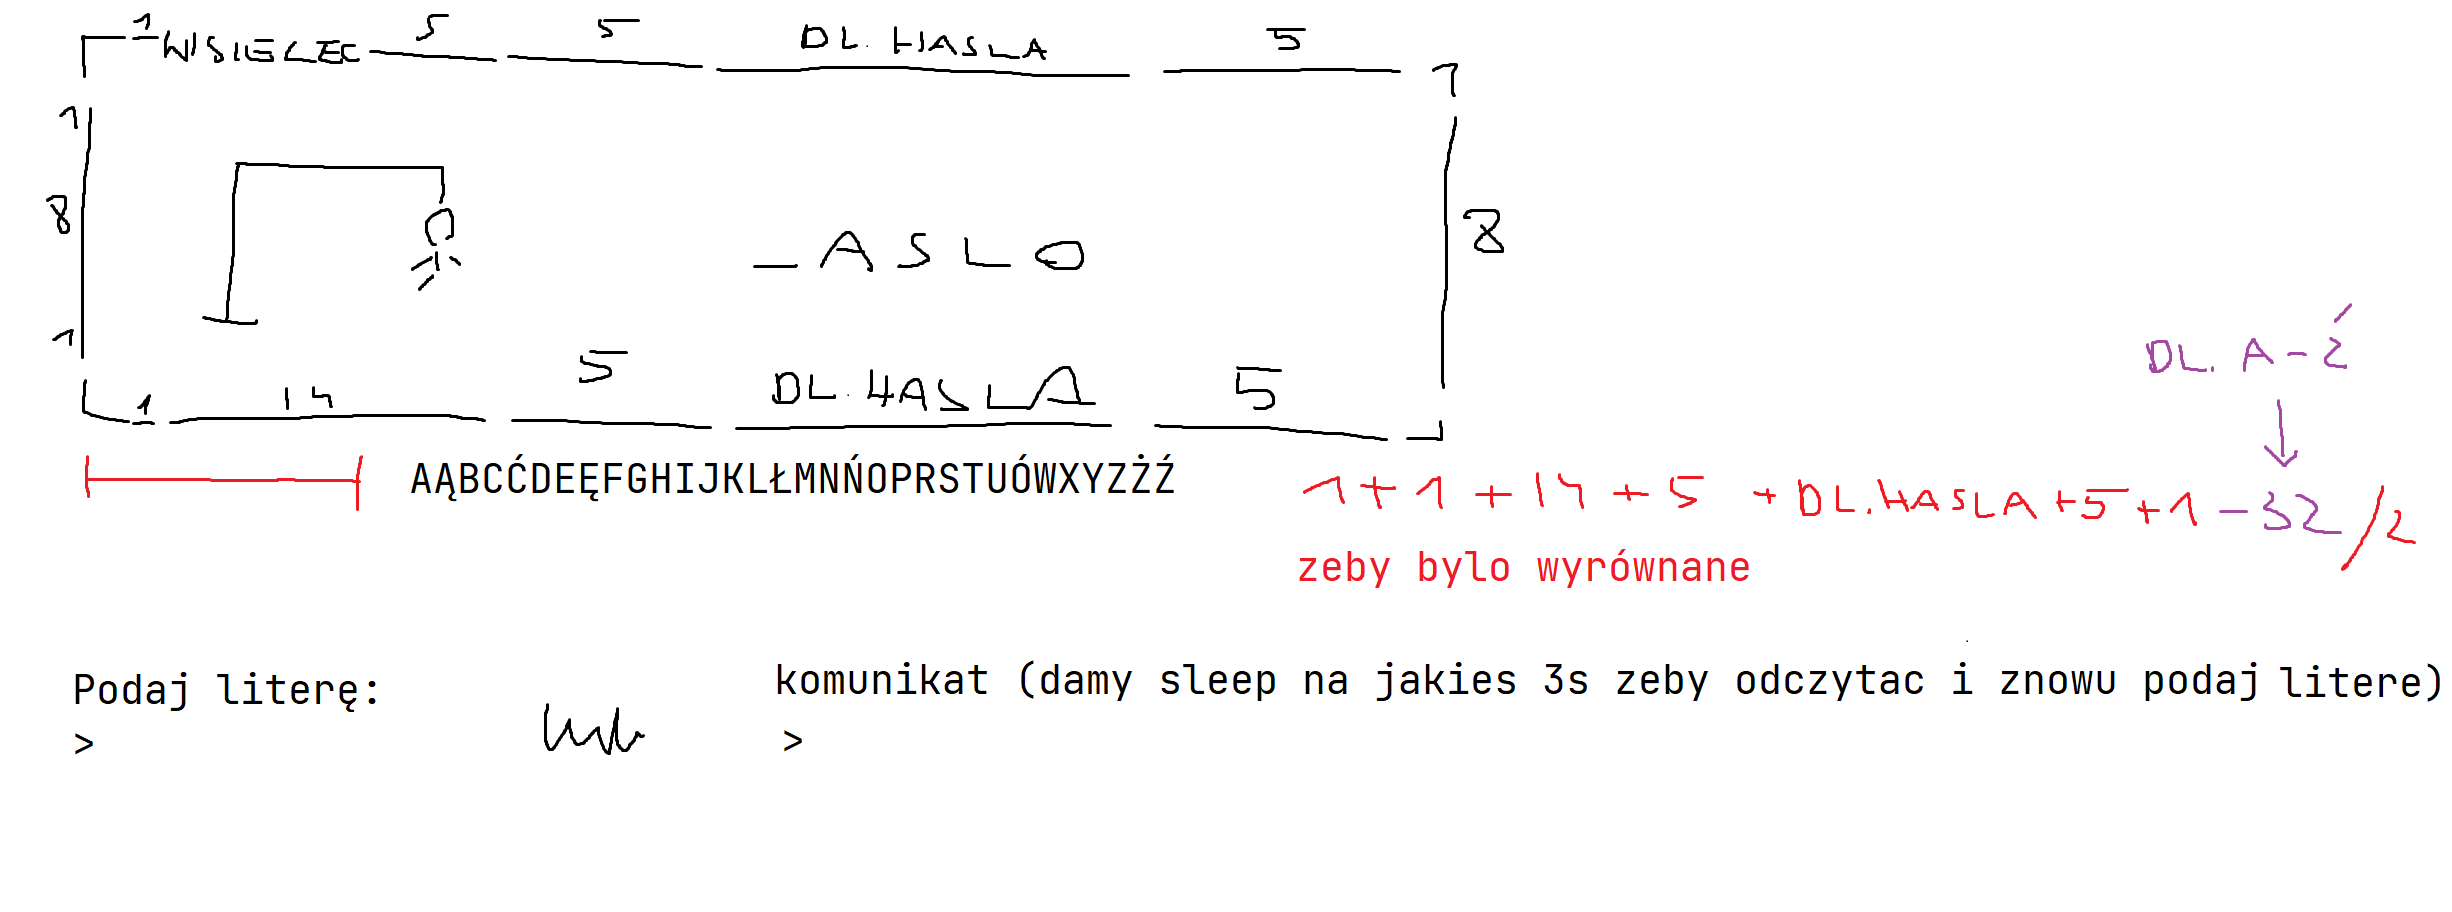 1 WISIELEC 5 5 DL. HASLA 5
1
8
_ASLO
8
1
1 14 5 DL. HASLA 5
DL. A-Ż
AĄBCĆDEĘFGHIJKLŁMNŃOPRSTUÓWXYZŻŹ
1+1+14+5+DL.HASLA+5+1-32/2
zeby bylo wyrównane
Podaj literę:
>
komunikat (damy sleep na jakies 3s zeby odczytac i znowu podaj litere)
>